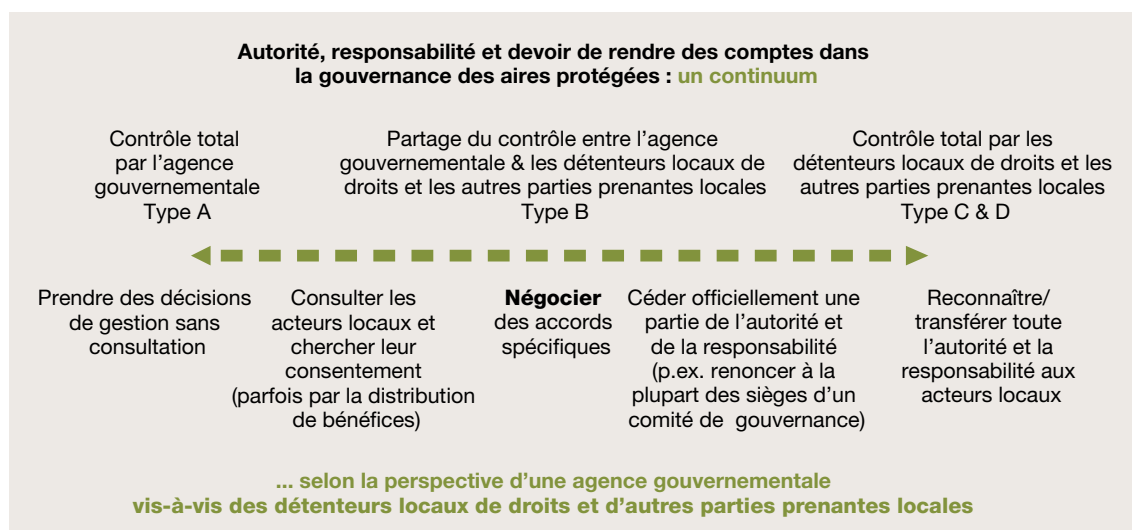 Autorité, responsabilité et devoir de rendre des comptes dans
la gouvernance des aires protégées : un continuum
Contrôle total
par l’agence
gouvernementale
Type A
Partage du contrôle entre l’agence
gouvernementale & les détenteurs locaux de
droits et les autres parties prenantes locales
Type B
Contrôle total par les
détenteurs locaux de droits et les
autres parties prenantes locales
Type C & D
Prendre des décisions
de gestion sans
consultation
Consulter les
acteurs locaux et
chercher leur
consentement
(parfois par la distribution
de bénéfices)
Négocier
des accords
spécifiques
Céder officiellement une
partie de l’autorité et
de la responsabilité
(p.ex. renoncer à la
plupart des sièges d’un
comité de gouvernance)
Reconnaître/
transférer toute
l’autorité et la
responsabilité aux
acteurs locaux
... selon la perspective d’une agence gouvernementale
vis-à-vis des détenteurs locaux de droits et d’autres parties prenantes locales